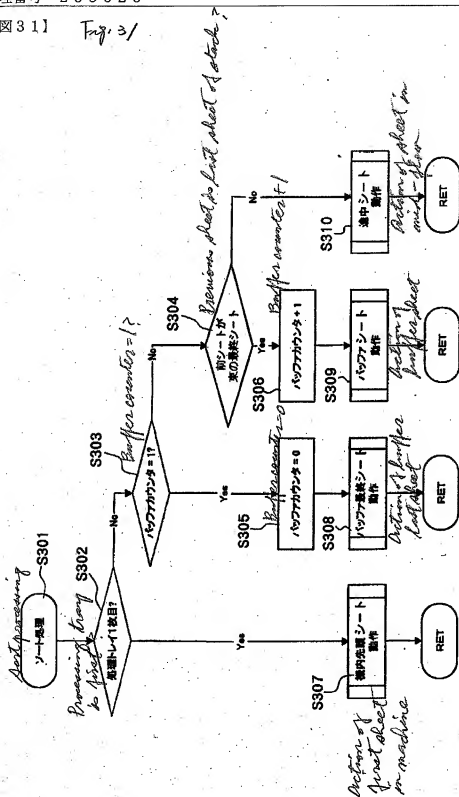 図31】 Fig. 31
sort processing
S301
ソート処理
Processing tray
is first?
S302
処理トレイ1枚目?
No
Yes
Buffer counter=1?
S303
バッファカウンタ=1?
No
Yes
Previous sheet is last sheet of stack?
S304
前シートが
束の最終シート
No
Yes
Buffer counter=0
S305
バッファカウンタ=0
Buffer counter+1
S306
バッファカウンタ+1
S307
機内先頭シート
動作
Action of
first sheet
in machine
S308
バッファ最終シート
動作
Action of buffer
last sheet
S309
バッファシート
動作
Action of
buffer sheet
S310
途中シート
動作
Action of sheet in
RET
RET
RET
RET